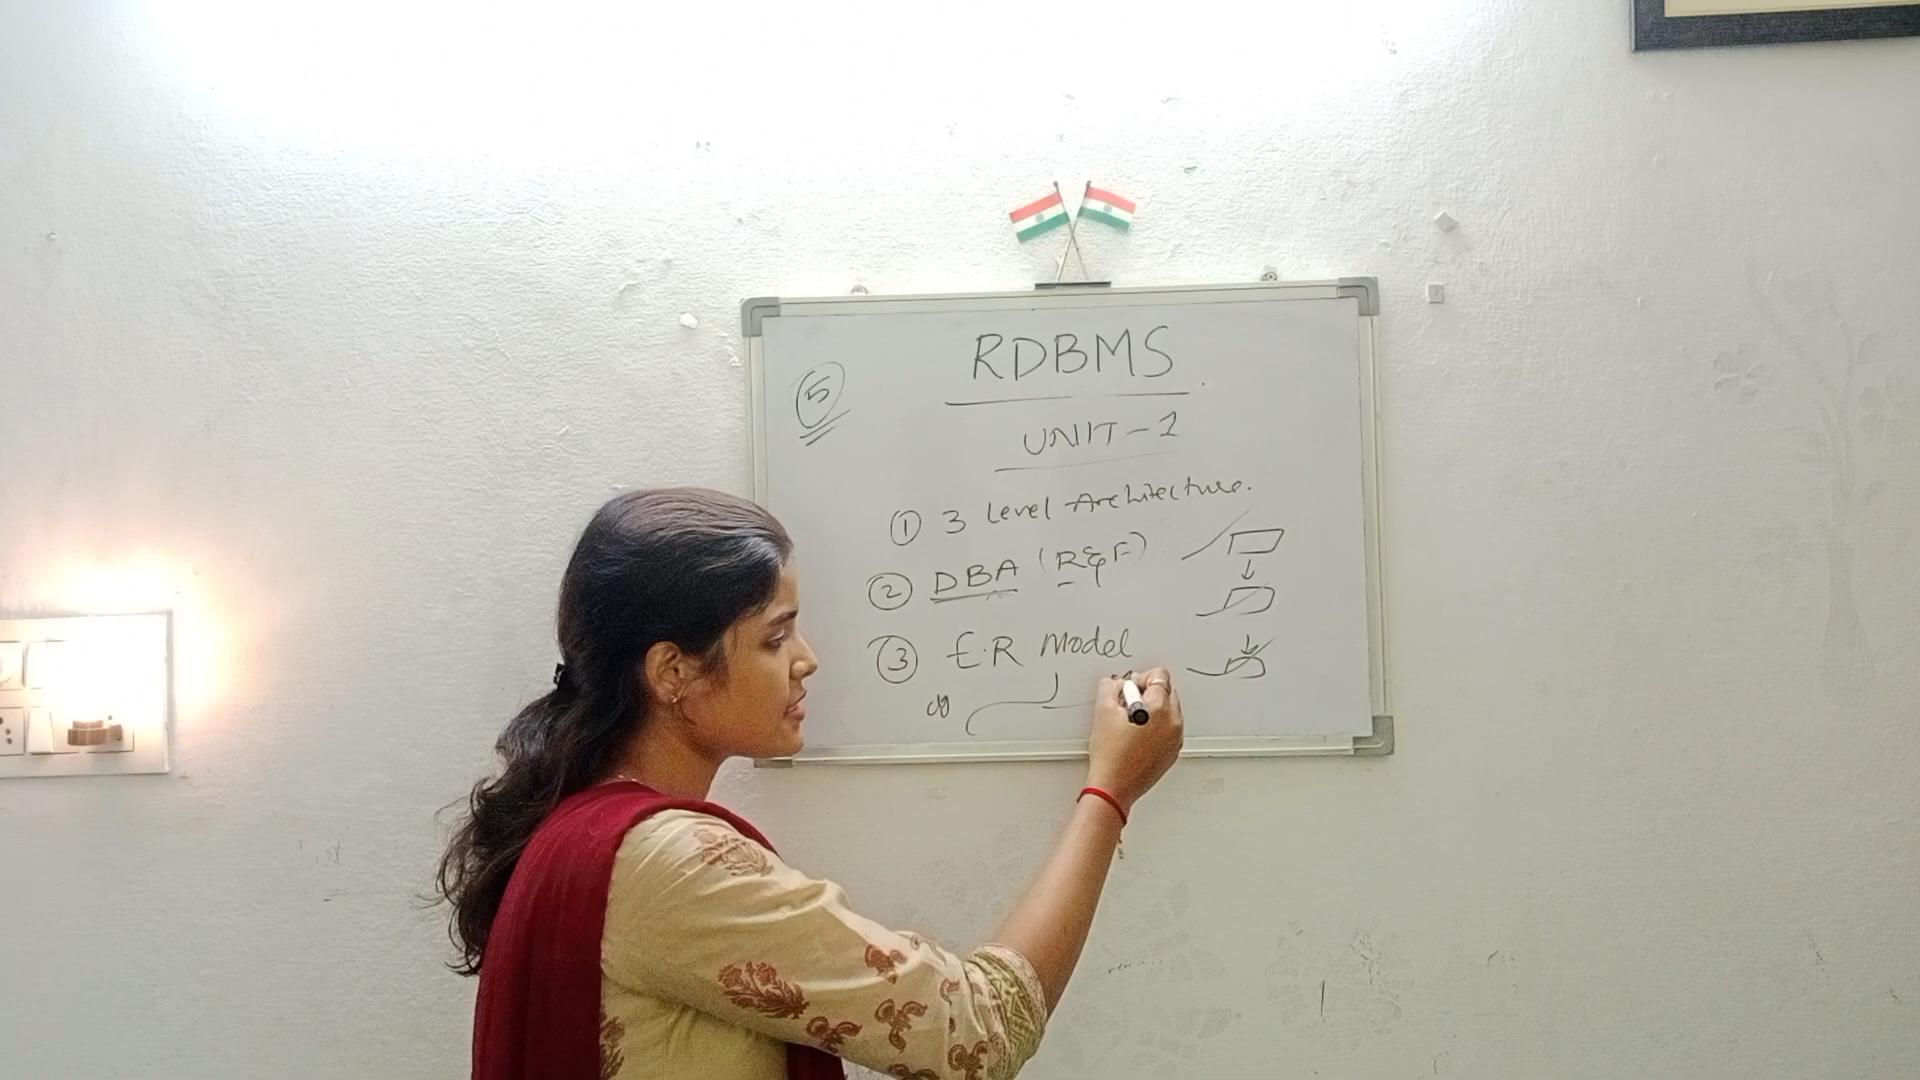 RDBMS
5
UNIT-1
① 3 Level Architecture.
② DBA (R&F)
③ E.R Model